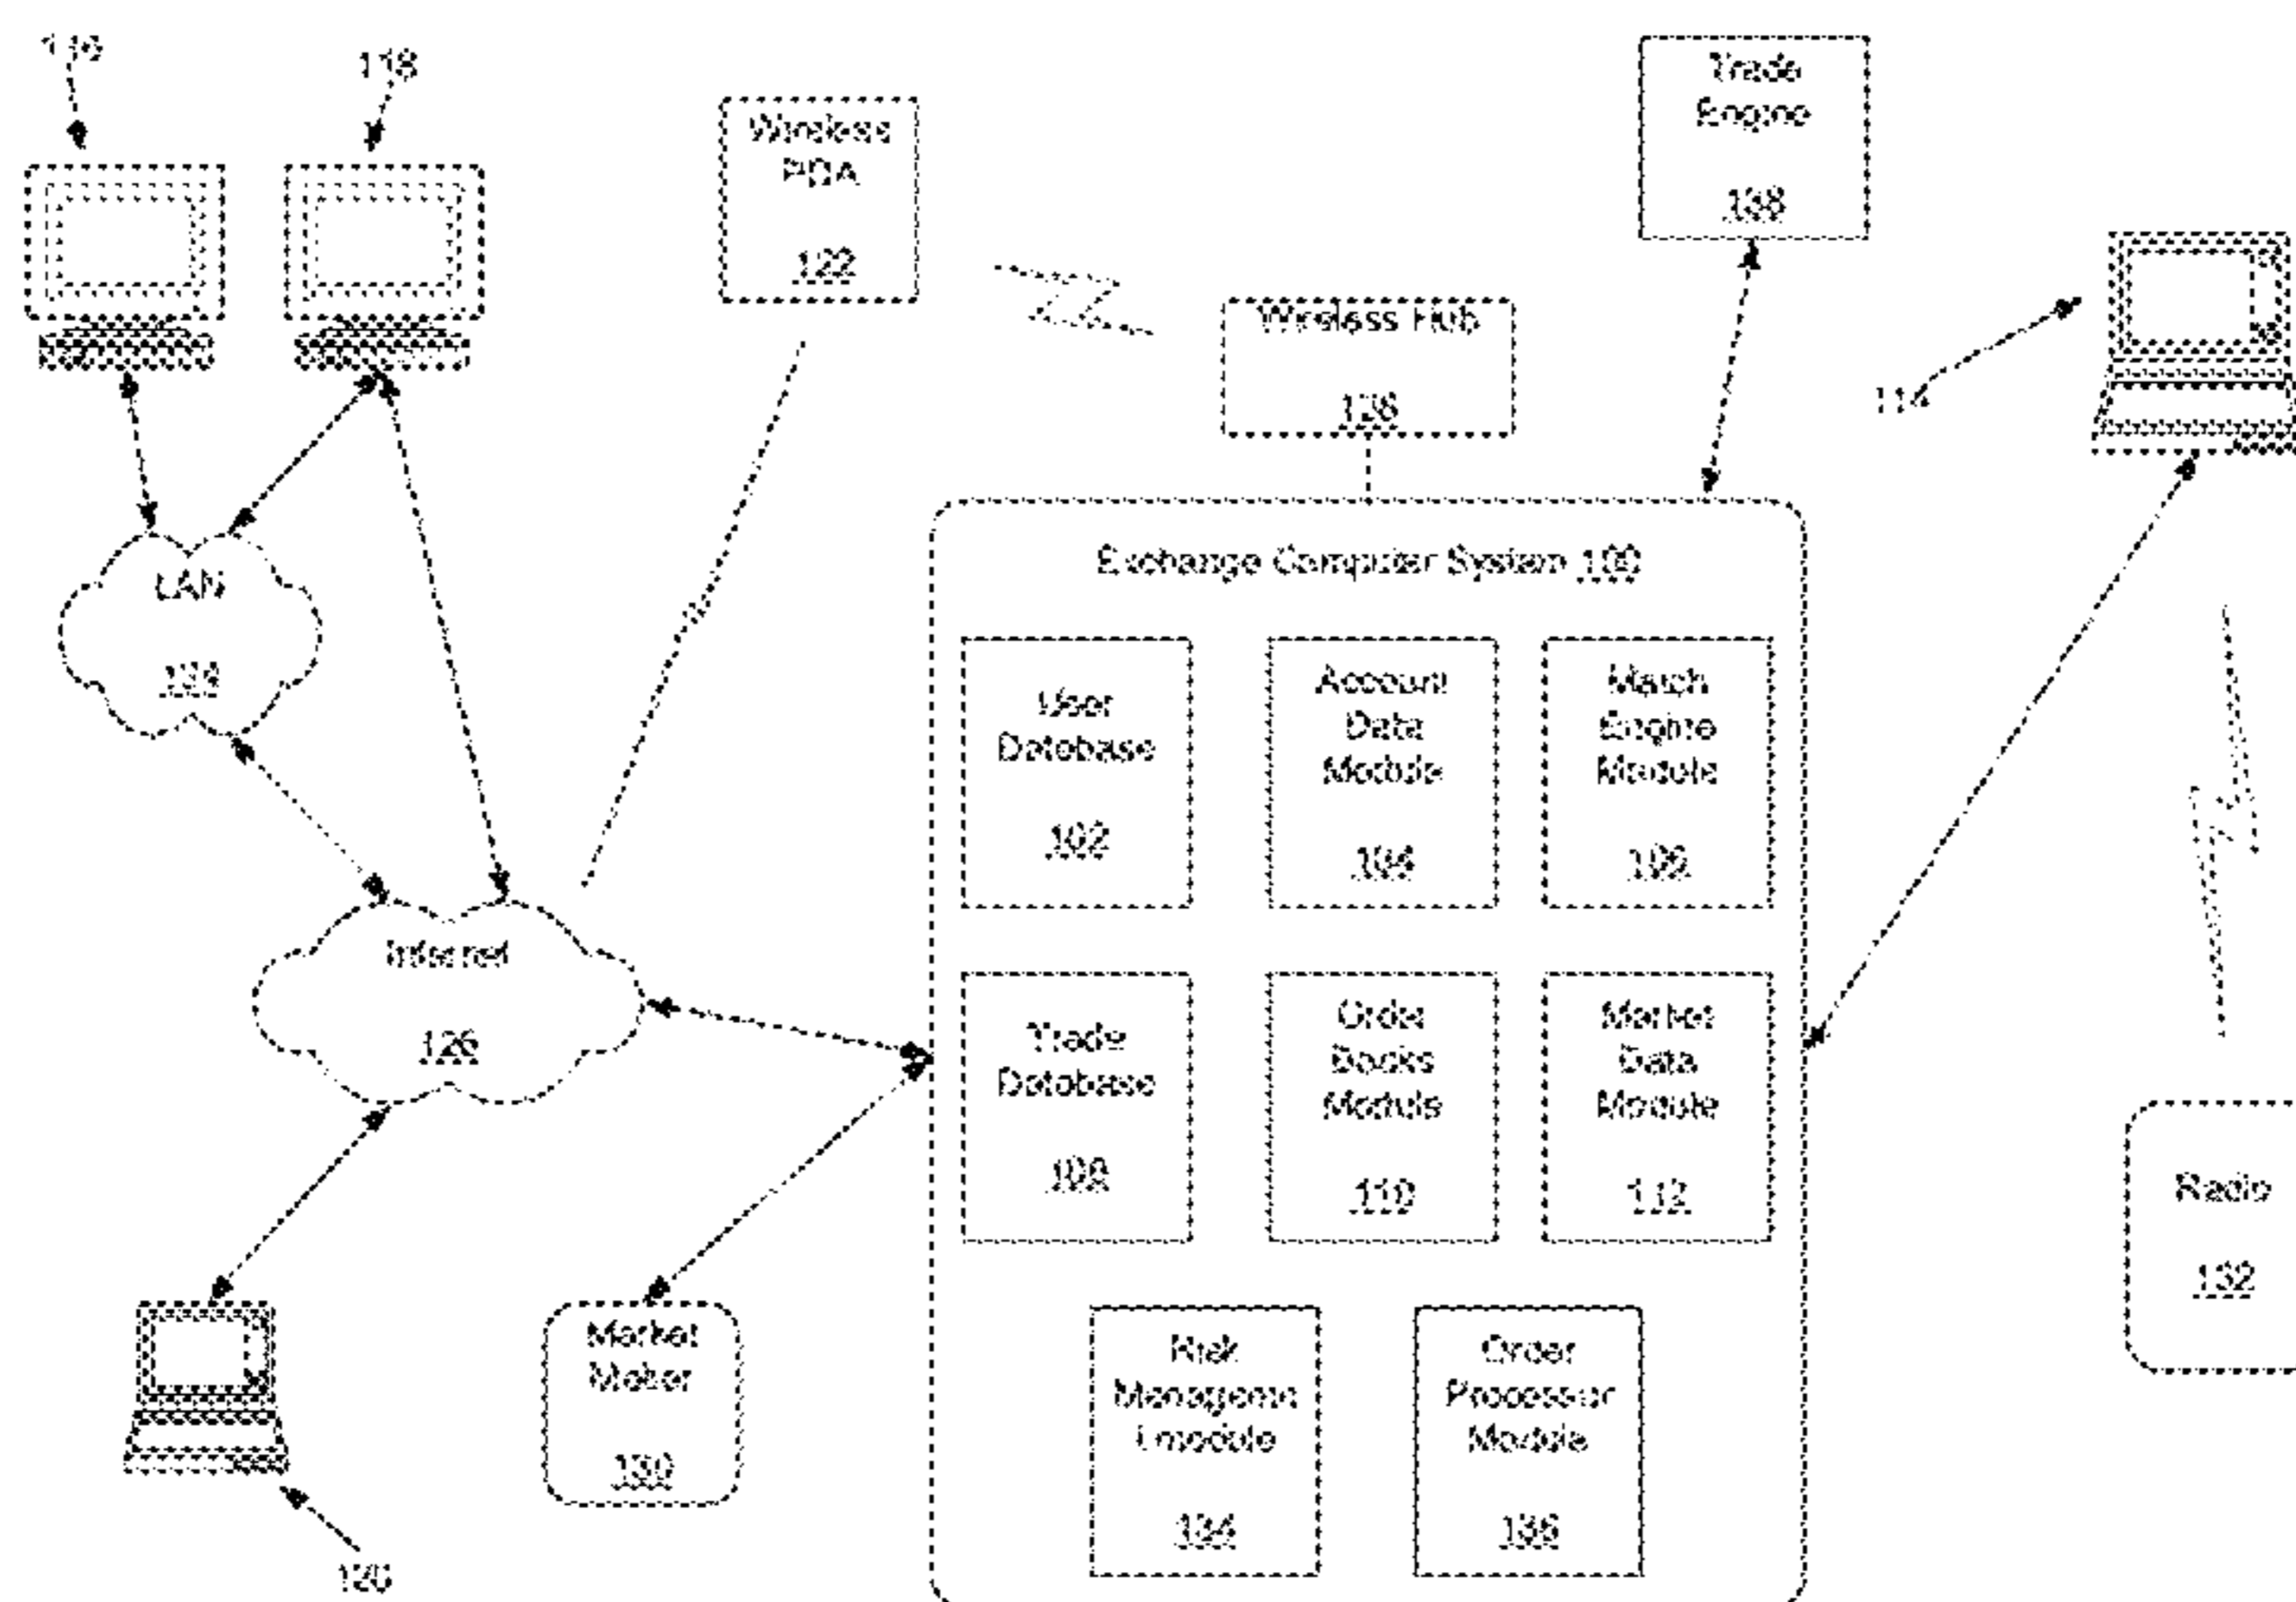 116
118
Wireless
PDA
122
Trade
Engine
138
Wireless Hub
128
114
Exchange Computer System 100
LAN
124
User
Database
102
Account
Data
Module
104
Match
Engine
Module
106
Internet
126
Trade
Database
108
Order
Books
Module
110
Market
Data
Module
112
Radio
132
Market
Maker
130
Risk
Manageme
t module
134
Order
Processor
Module
136
120